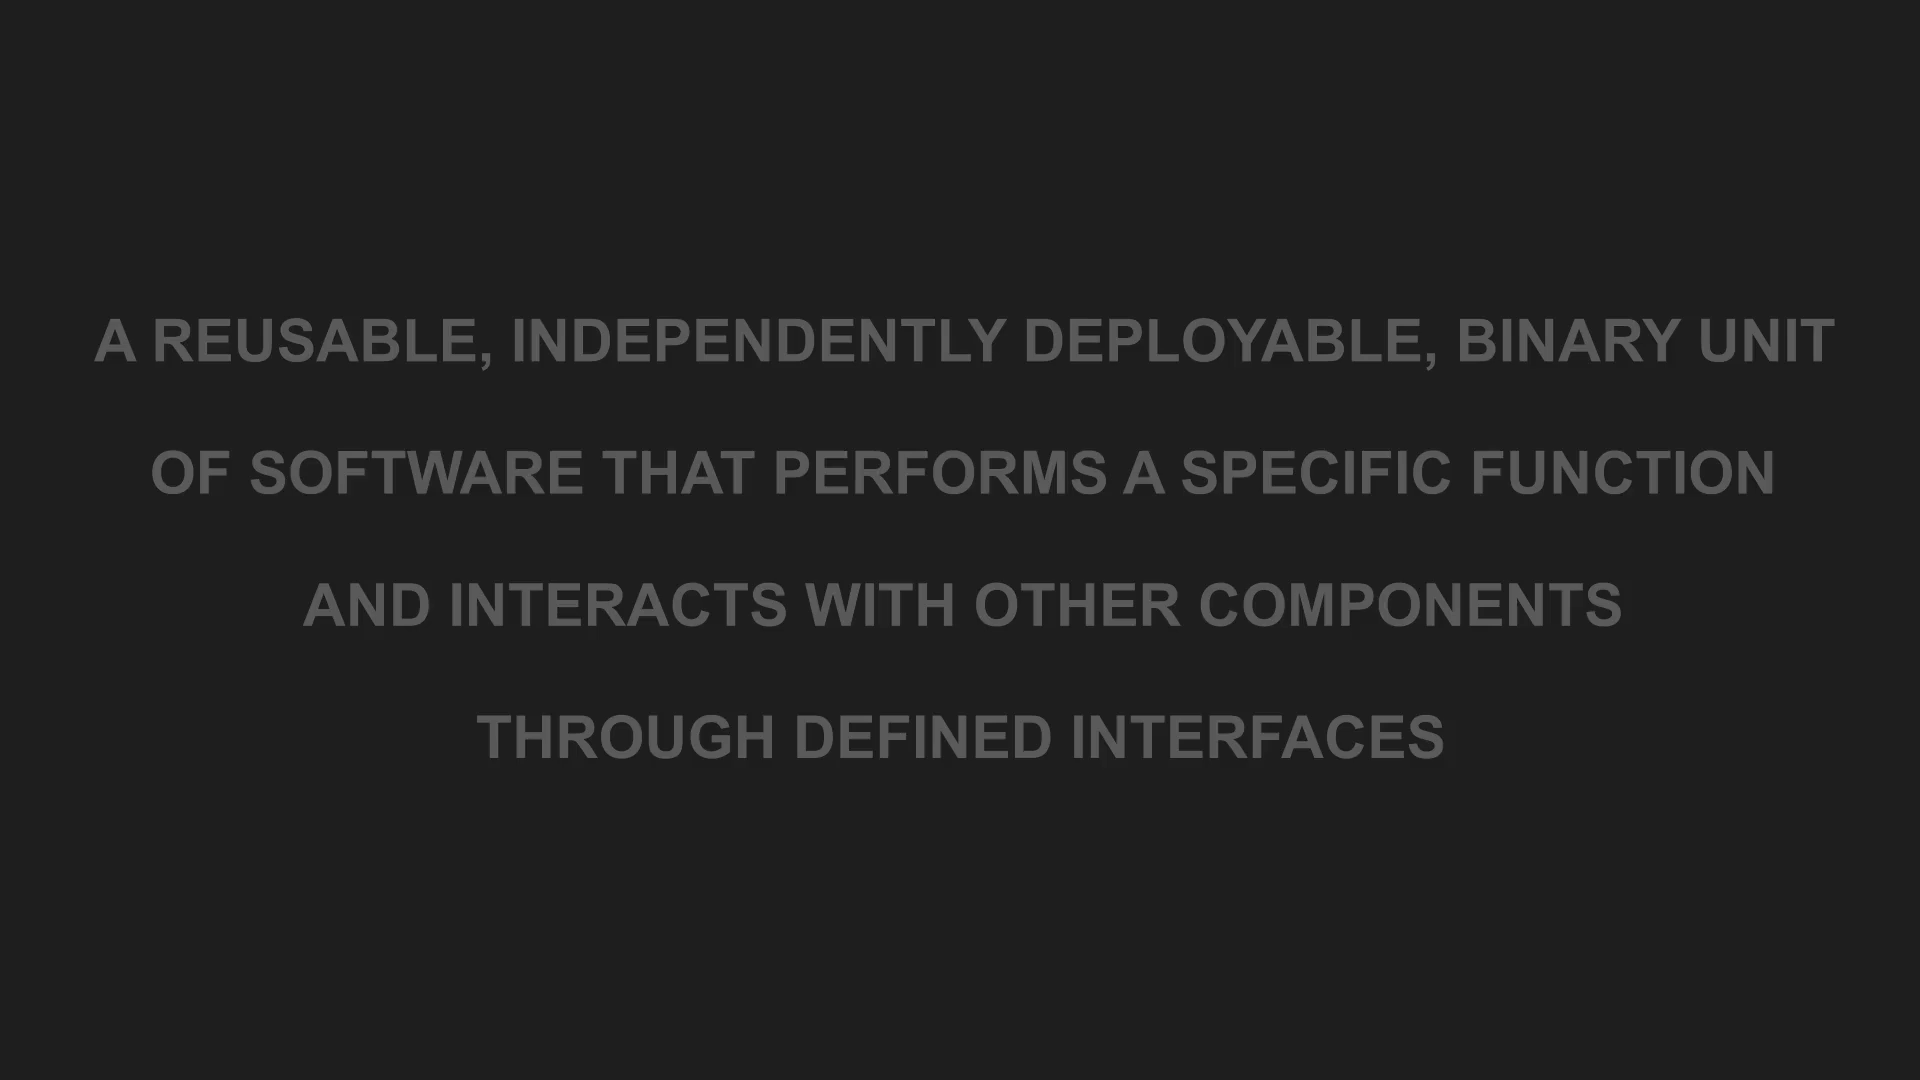 A REUSABLE, INDEPENDENTLY DEPLOYABLE, BINARY UNIT
OF SOFTWARE THAT PERFORMS A SPECIFIC FUNCTION
AND INTERACTS WITH OTHER COMPONENTS
THROUGH DEFINED INTERFACES